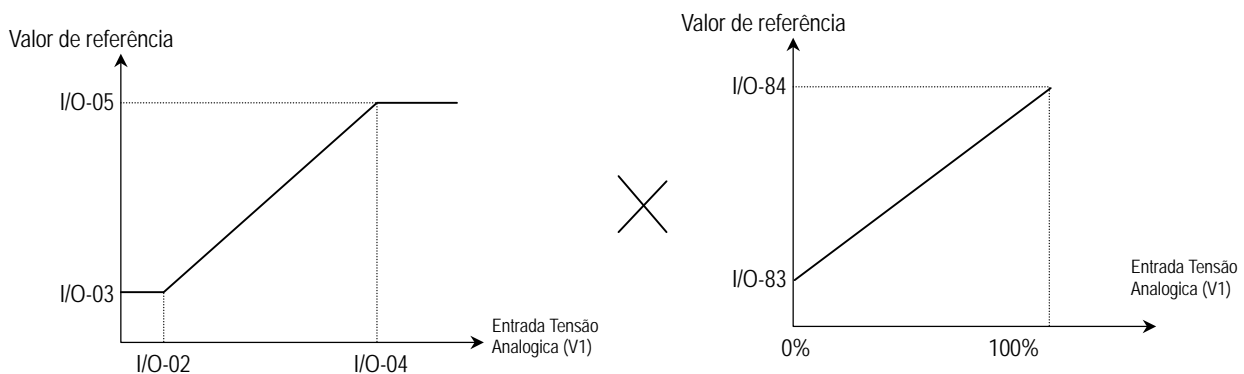 Valor de referência
I/O-05
I/O-03
I/O-02
I/O-04
Entrada Tensão
Analogica (V1)
Valor de referência
I/O-84
I/O-83
0%
100%
Entrada Tensão
Analogica (V1)